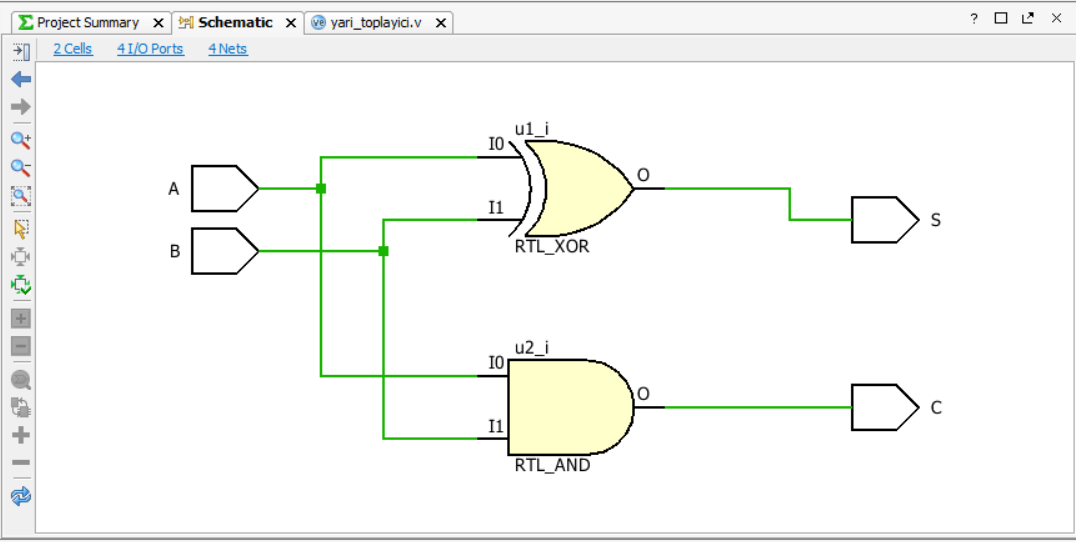 Project Summary
Schematic
yari_toplayici.v
?
2 Cells
4 I/O Ports
4 Nets
u1_i
I0
A
O
I1
S
B
RTL_XOR
u2_i
I0
O
C
I1
RTL_AND